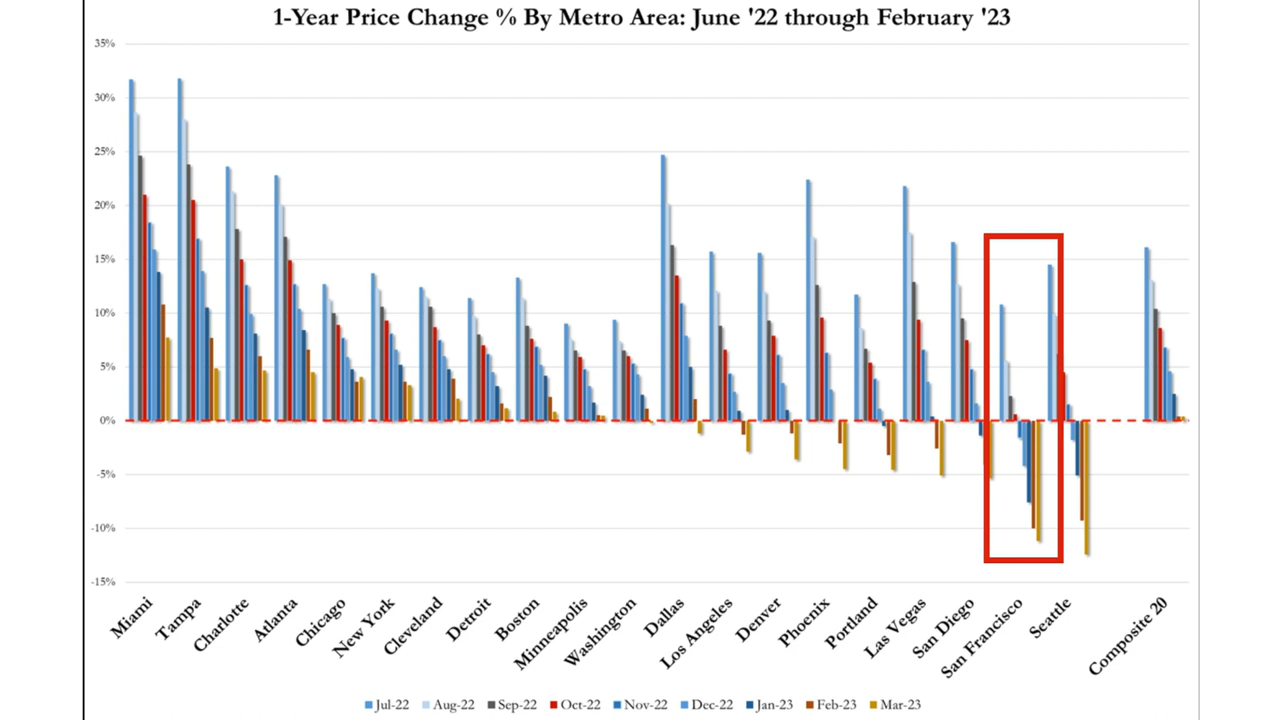 1-Year Price Change % By Metro Area: June '22 through February '23
35%
30%
25%
20%
15%
10%
5%
0%
-5%
-10%
-15%
Miami
Tampa
Charlotte
Atlanta
Chicago
New York
Cleveland
Detroit
Boston
Minneapolis
Washington
Dallas
Los Angeles
Denver
Phoenix
Portland
Las Vegas
San Diego
San Francisco
Seattle
Composite 20
Jul-22 Aug-22 Sep-22 Oct-22 Nov-22 Dec-22 Jan-23 Feb-23 Mar-23